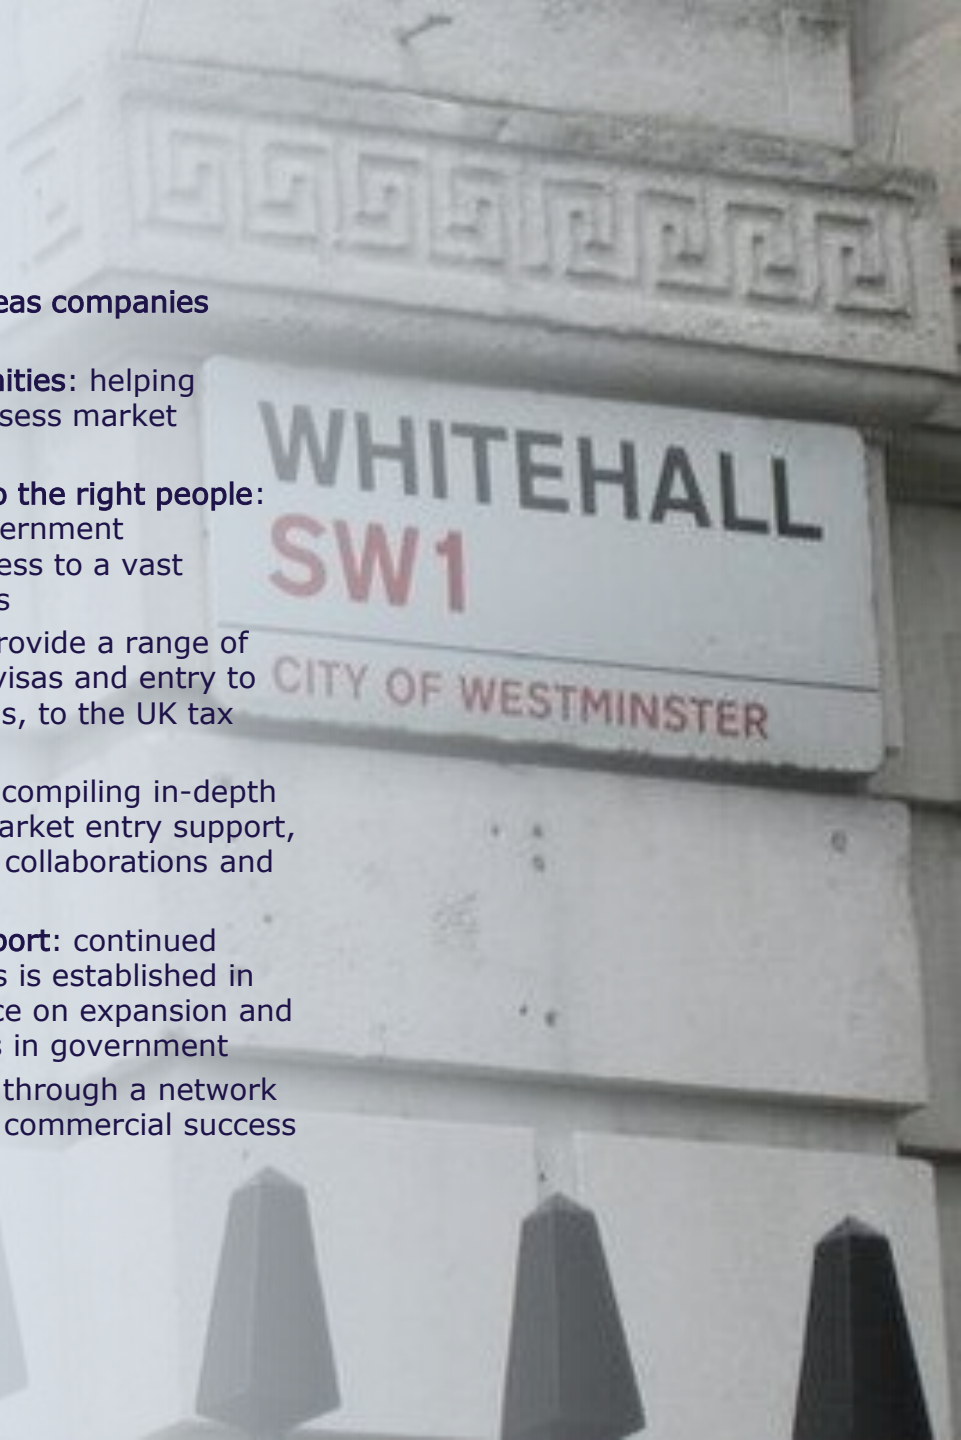 eas companies
nities: helping
sess market
o the right people:
ernment
ess to a vast
s
rovide a range of
visas and entry to
s, to the UK tax
compiling in-depth
arket entry support,
collaborations and
port: continued
s is established in
ce on expansion and
s in government
through a network
commercial success
WHITEHALL
SW1
CITY OF WESTMINSTER